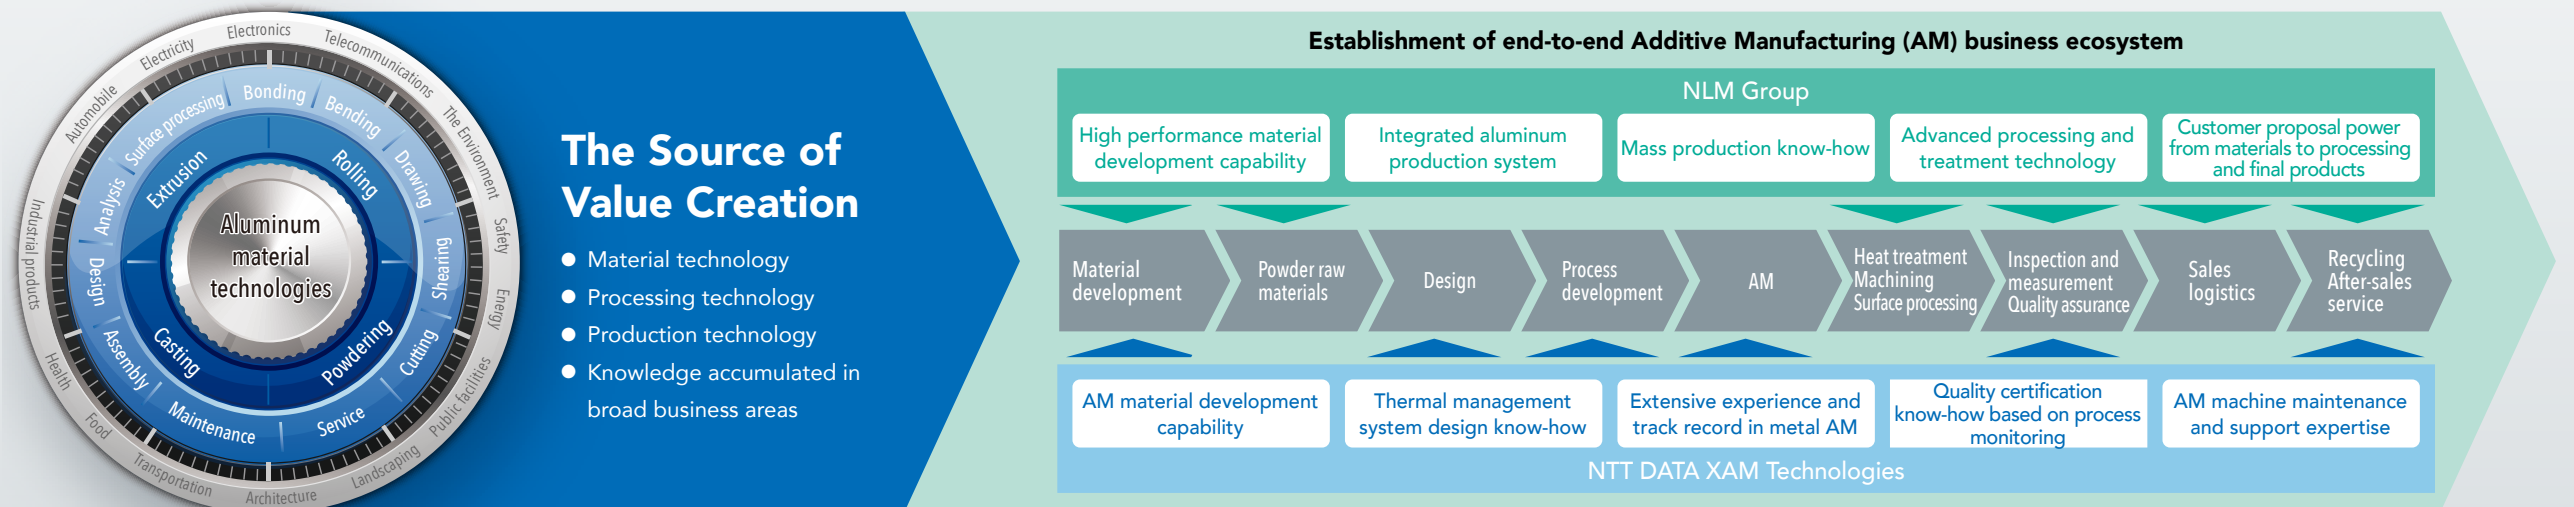 Electronics
Telecommunications
The Environment
Safety
Energy
Public facilities
Landscaping
Architecture
Transportation
Food
Health
Industrial products
Automobile
Electricity
Bonding
Bending
Drawing
Shearing
Cutting
Service
Maintenance
Assembly
Design
Analysis
Surface processing
Extrusion
Rolling
Powdering
Casting
Aluminum
material
technologies
The Source of
Value Creation
● Material technology
● Processing technology
● Production technology
● Knowledge accumulated in
broad business areas
Establishment of end-to-end Additive Manufacturing (AM) business ecosystem
NLM Group
High performance material
development capability
Integrated aluminum
production system
Mass production know-how
Advanced processing and
treatment technology
Customer proposal power
from materials to processing
and final products
Material
development
Powder raw
materials
Design
Process
development
AM
Heat treatment
Machining
Surface processing
Inspection and
measurement
Quality assurance
Sales
logistics
Recycling
After-sales
service
AM material development
capability
Thermal management
system design know-how
Extensive experience and
track record in metal AM
Quality certification
know-how based on process
monitoring
AM machine maintenance
and support expertise
NTT DATA XAM Technologies